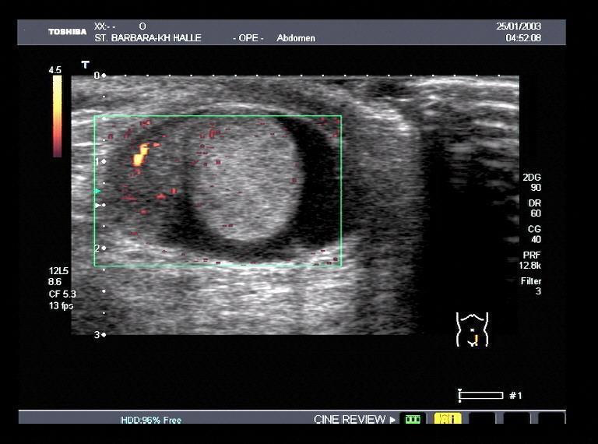 TOSHIBA
XX:-- O 25/01/2003
ST. BARBARA-KH HALLE - OPE - Abdomen 04:52:08
T
4.5
0
1
2
3
2DG
90
DR
60
CG
40
PRF
12.8k
Filter
3
12L5
8.6
CF 5.3
13 fps
#1
HDD:96% Free CINE REVIEW